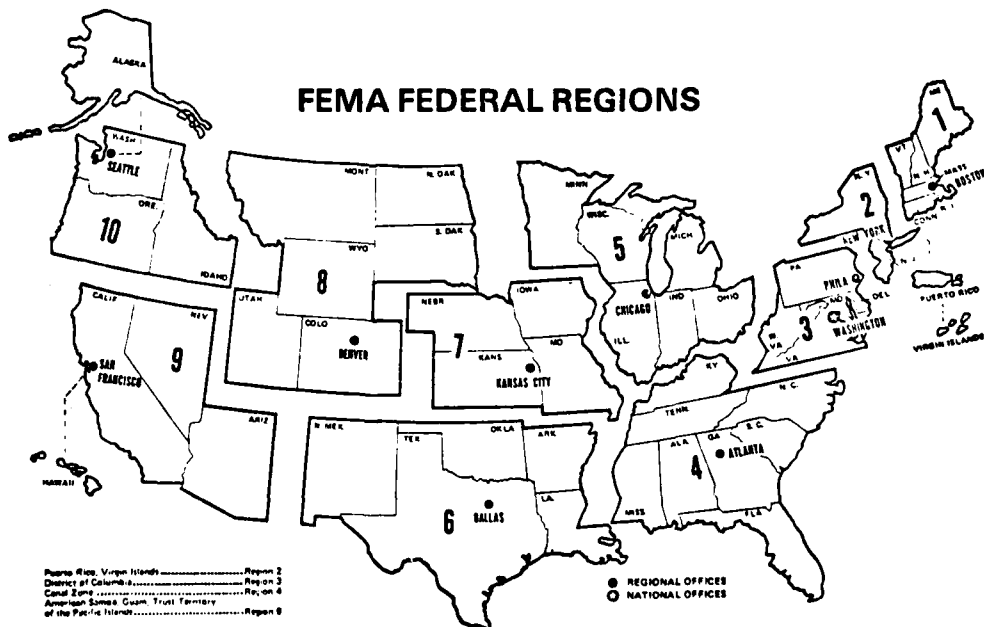 FEMA FEDERAL REGIONS
ALASKA
WASH
SEATTLE
ORE.
10
IDAHO
MONT
N. DAK
S. DAK
WYO
8
UTAH
COLO
DENVER
CALIF
NEV
9
SAN
FRANCISCO
ARIZ
HAWAII
NEBR
7
KANS
KANSAS CITY
IOWA
MO
MINN
WISC.
5
MICH
CHICAGO
ILL.
IND
OHIO
1
VT
N.H.
MASS
BOSTON
CONN
R.I.
N.Y.
2
NEW YORK
N.J.
PUERTO RICO
VIRGIN ISLANDS
PA
PHILA
MD
DEL
W.
VA
3
WASHINGTON
VA
KY
TENN.
N.C.
S.C.
ALA
GA
4
ATLANTA
MISS
FLA
N. MEX
TEX
OKLA
ARK
LA.
6
DALLAS
Puerto Rico, Virgin Islands Region 2
District of Columbia Region 3
Canal Zone Region 4
American Samoa, Guam, Trust Territory
of the Pacific Islands Region 9
REGIONAL OFFICES
NATIONAL OFFICES